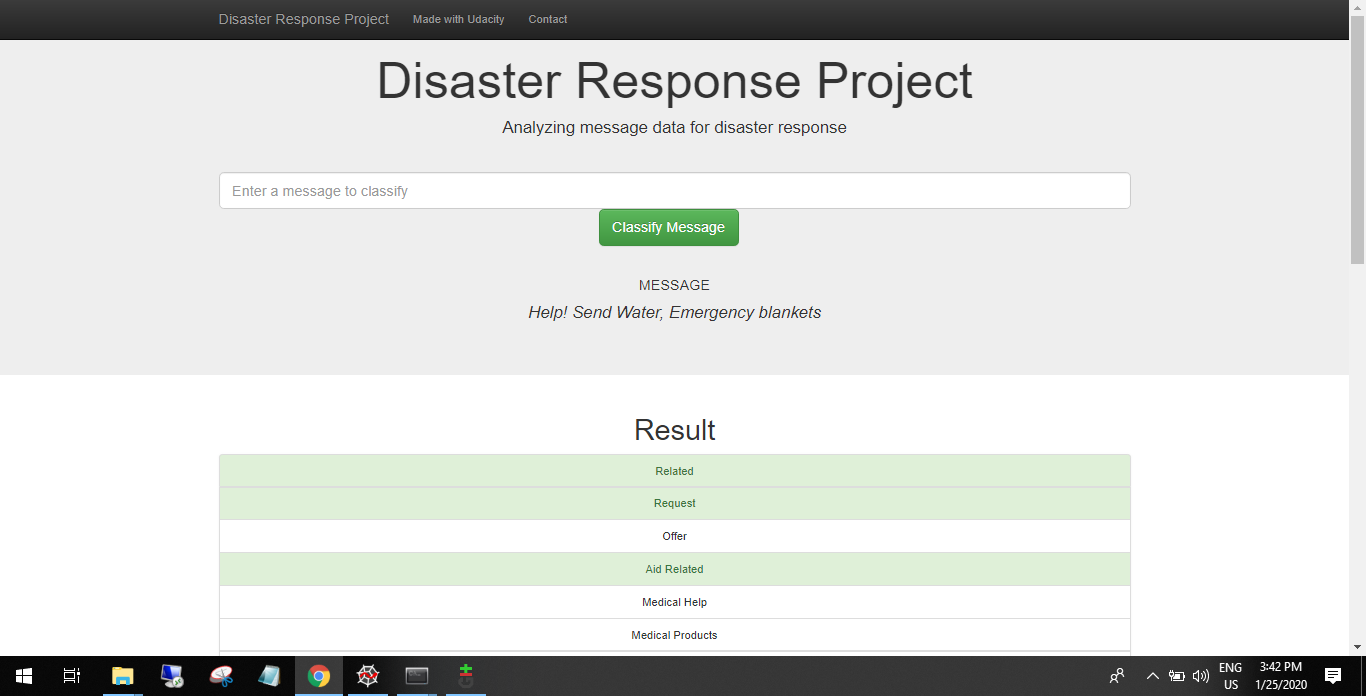 Disaster Response Project Made with Udacity Contact
Disaster Response Project
Analyzing message data for disaster response
Enter a message to classify
Classify Message
MESSAGE
Help! Send Water, Emergency blankets
Result
Related
Request
Offer
Aid Related
Medical Help
Medical Products
ENG 3:42 PM
US 1/25/2020